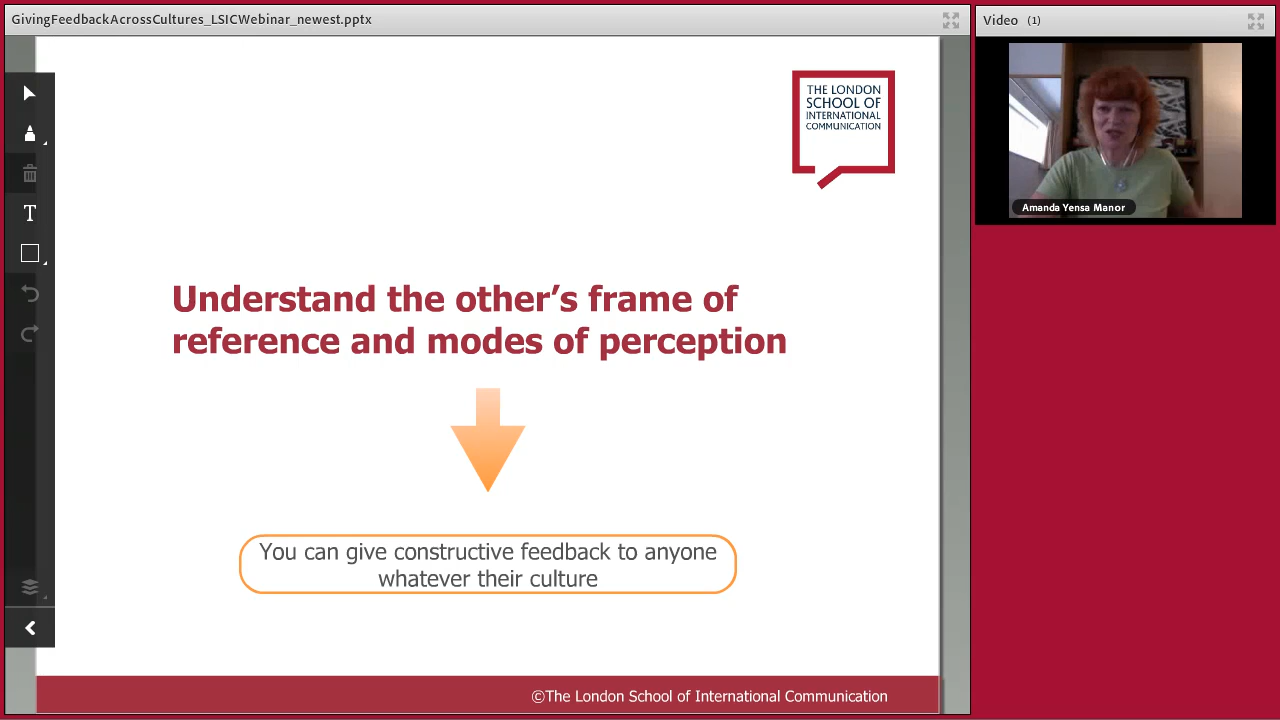 GivingFeedbackAcrossCultures_LSICWebinar_newest.pptx
Video (1)
THE LONDON
SCHOOL OF
INTERNATIONAL
COMMUNICATION
Amanda Yensa Manor
T
Understand the other’s frame of
reference and modes of perception
You can give constructive feedback to anyone
whatever their culture
©The London School of International Communication